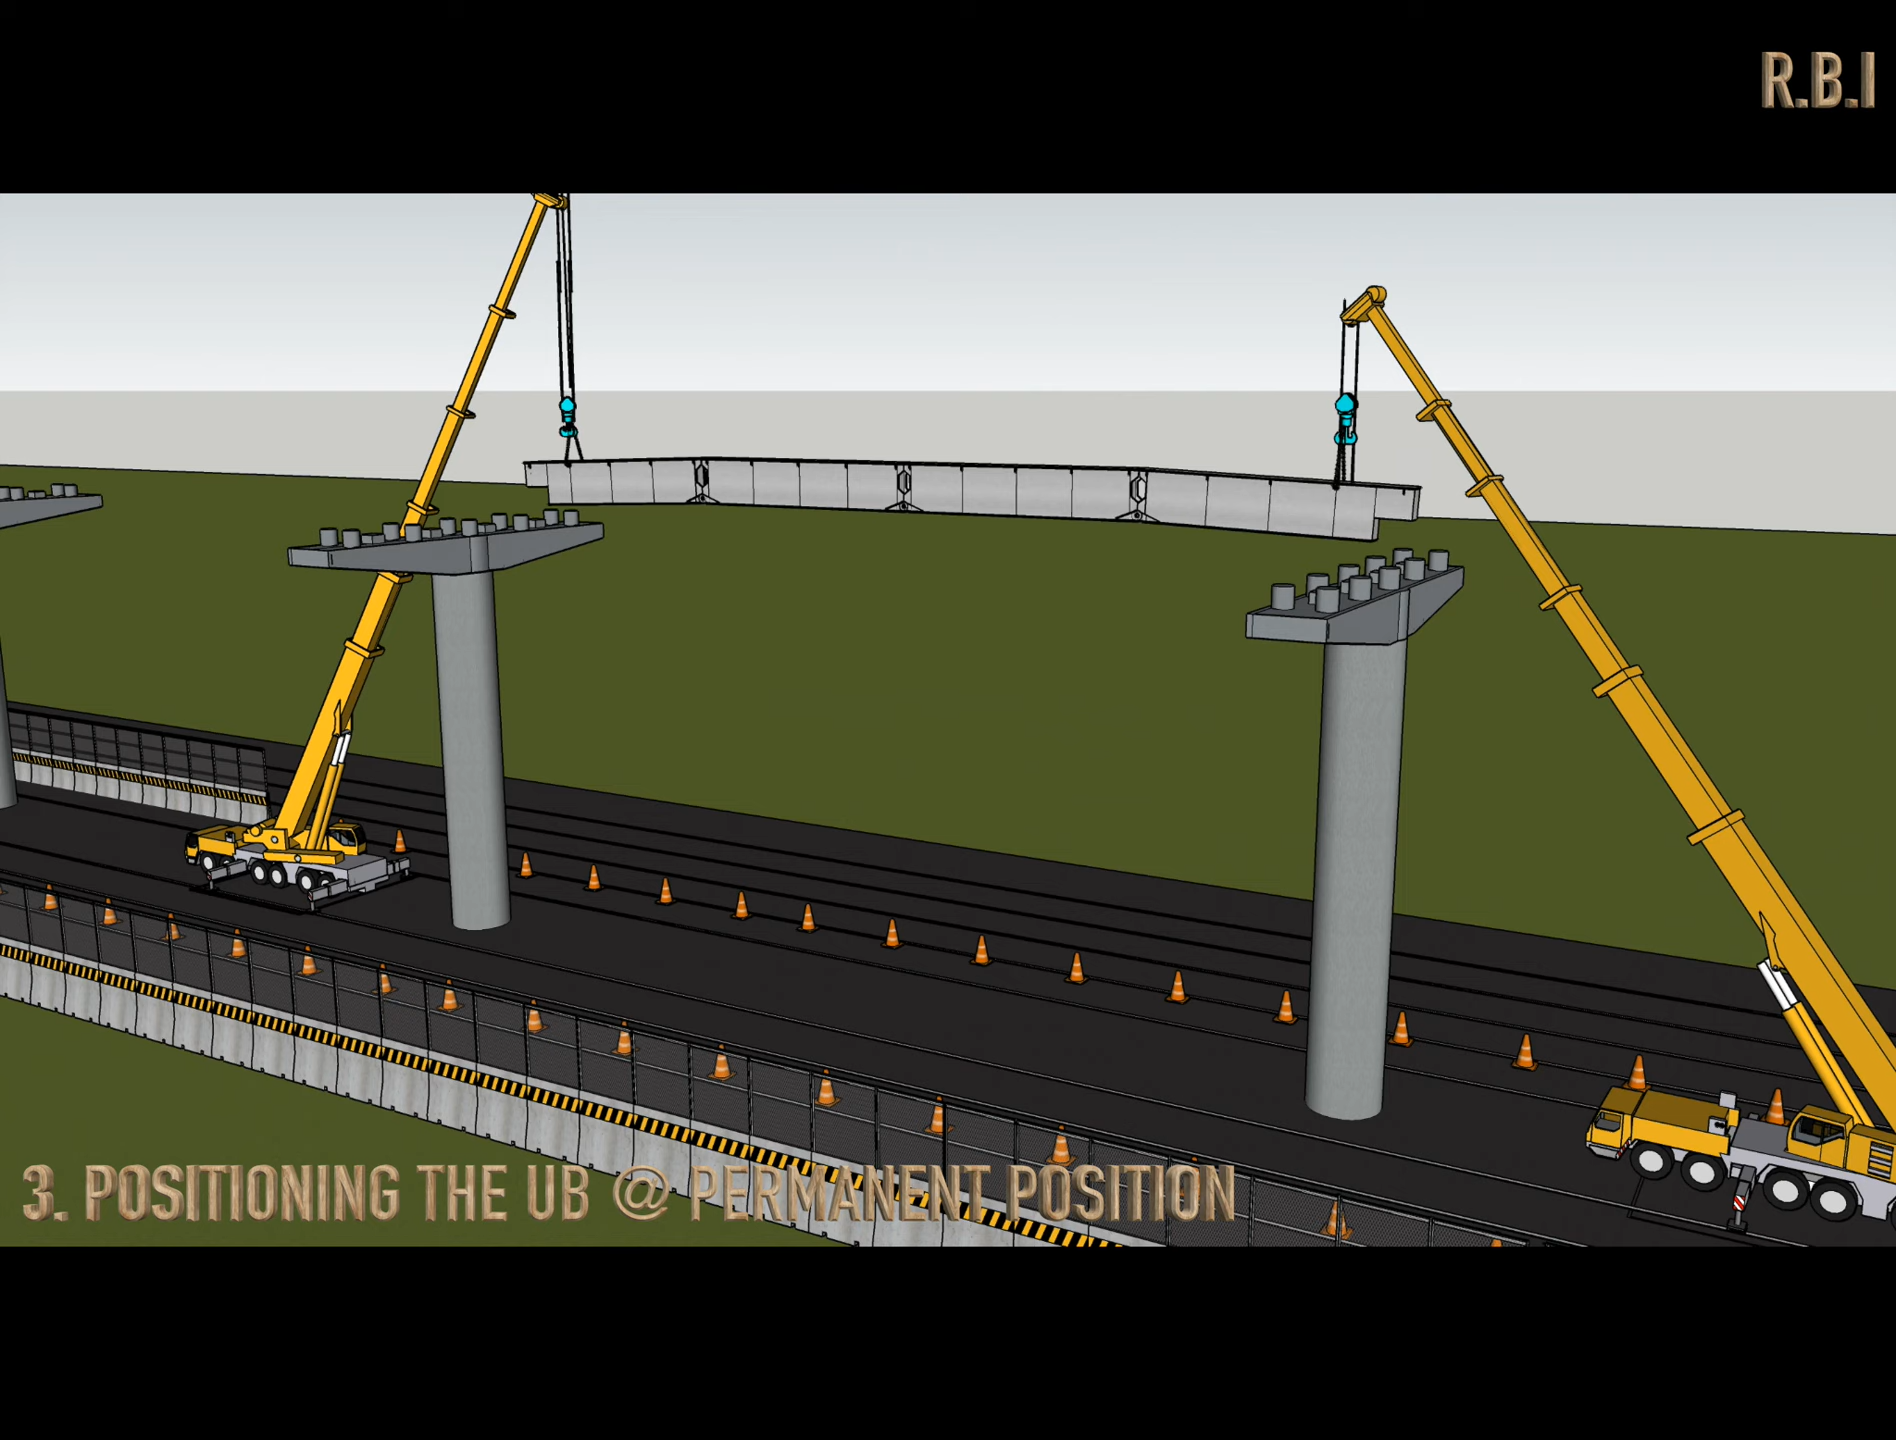 R.B.I
3. POSITIONING THE UB @ PERMANENT POSITION